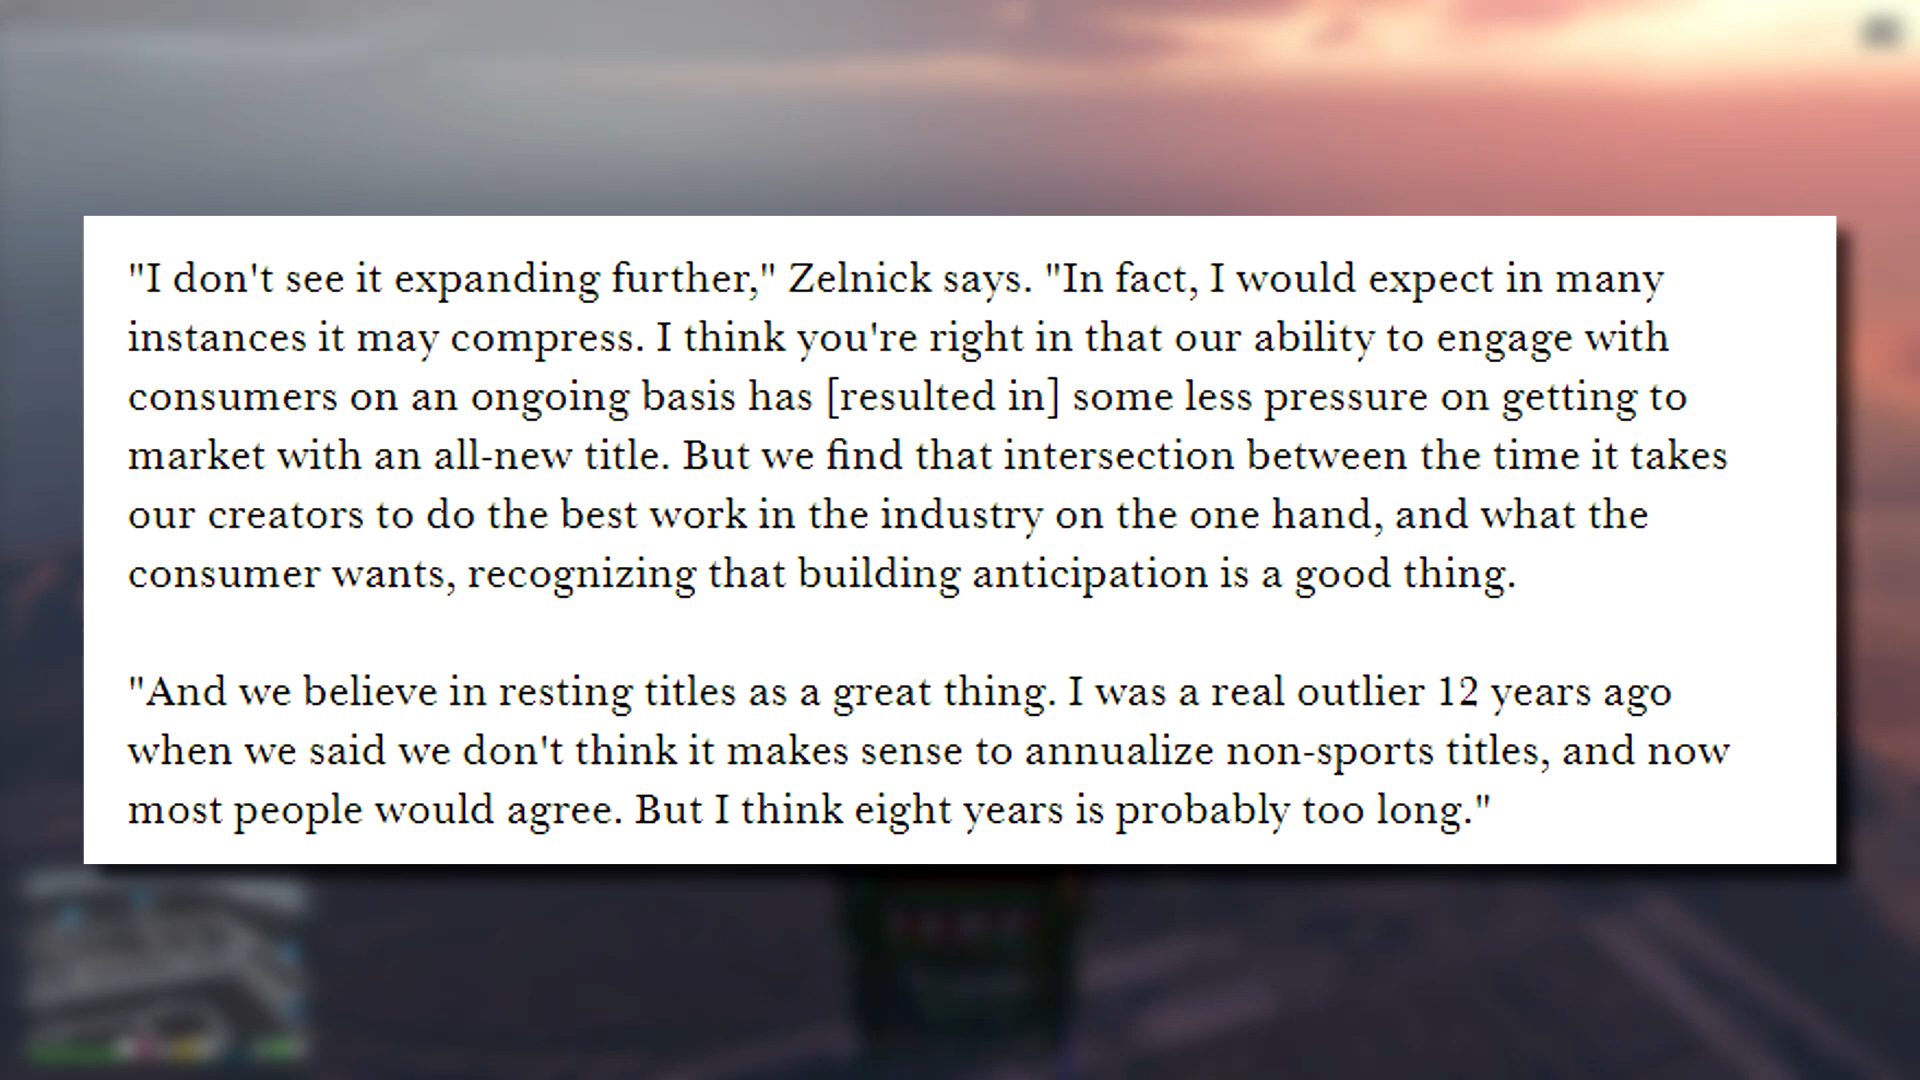 "I don't see it expanding further," Zelnick says. "In fact, I would expect in many
instances it may compress. I think you're right in that our ability to engage with
consumers on an ongoing basis has [resulted in] some less pressure on getting to
market with an all-new title. But we find that intersection between the time it takes
our creators to do the best work in the industry on the one hand, and what the
consumer wants, recognizing that building anticipation is a good thing.
"And we believe in resting titles as a great thing. I was a real outlier 12 years ago
when we said we don't think it makes sense to annualize non-sports titles, and now
most people would agree. But I think eight years is probably too long."